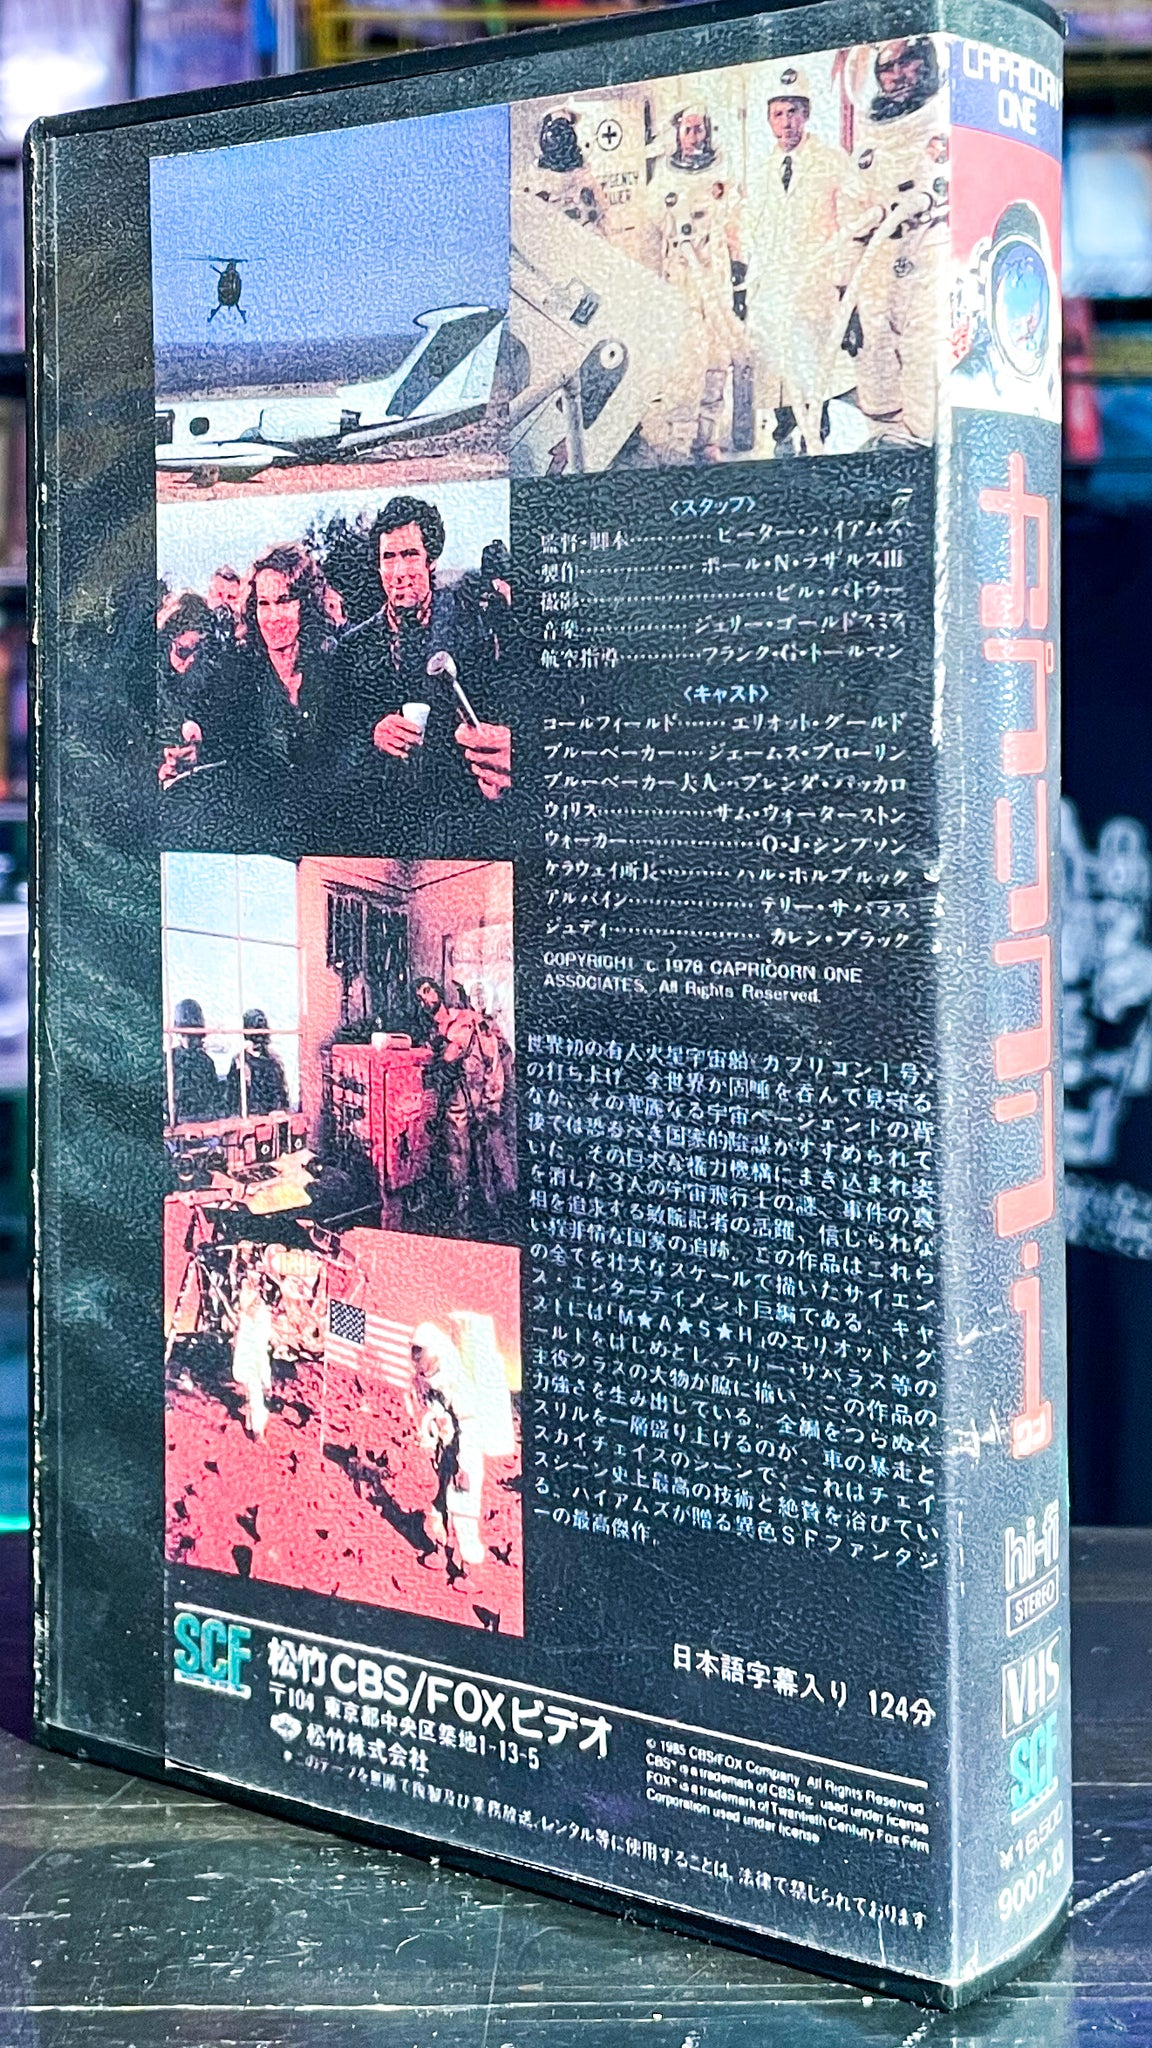 〈スタッフ〉
監督・脚本…………ピーター・ハイアムズ
製作………………ポール・N・ラザルスIII
撮影………………………ビル・バトラー
音楽………………ジェリー・ゴールドスミス
航空指導…………フランク・G・トールマン
〈キャスト〉
コールフィールド……エリオット・グールド
ブルーベーカー……ジェームス・ブローリン
ブルーベーカー夫人…ブレンダ・バッカロ
ウィリス………………サム・ウォーターストン
ウォーカー……………………O・J・シンプソン
ケラウェイ所長…………ハル・ホルブルック
アルバイン…………………テリー・サバラス
ジュディ……………………カレン・ブラック
COPYRIGHT c 1978 CAPRICORN ONE
ASSOCIATES. All Rights Reserved.
世界初の有人火星宇宙船《カプリコン1号》
の打ち上げ、全世界が固唾を呑んで見守る
なか、その華麗なる宇宙ページェントの背
後では恐るべき国家的陰謀がすすめられて
いた。その巨大な権力機構にまき込まれ姿
を消した3人の宇宙飛行士の謎、事件の真
相を追求する敏腕記者の活躍、信じられな
い程非情な国家の追跡。この作品はこれら
の全てを壮大なスケールで描いたサイエン
ス・エンターテイメント巨編である。キャ
ストには「M★A★S★H」のエリオット・グ
ールドをはじめとし、テリー・サバラス等の
主役クラスの大物が脇に揃い、この作品の
力強さを生み出している。全編をつらぬく
スリルを一層盛り上げるのが、車の暴走と
スカイチェイスのシーンで、これはチェイ
スシーン史上最高の技術と絶賛を浴びてい
る。ハイアムズが贈る異色SFファンタジ
ーの最高傑作。
日本語字幕入り 124分
SCF
松竹CBS/FOXビデオ
〒104 東京都中央区築地1-13-5
松竹株式会社
●このテープを無断で複製及び業務放送、レンタル等に使用することは、法律で禁じられております
© 1985 CBS/FOX Company All Rights Reserved
CBS™ is a trademark of CBS Inc. used under license
FOX™ is a trademark of Twentieth Century Fox Film
Corporation used under license
CAPRICORN
ONE
カプリコン・1
hi-fi
STEREO
VHS
SCF
¥16,500
9007-13